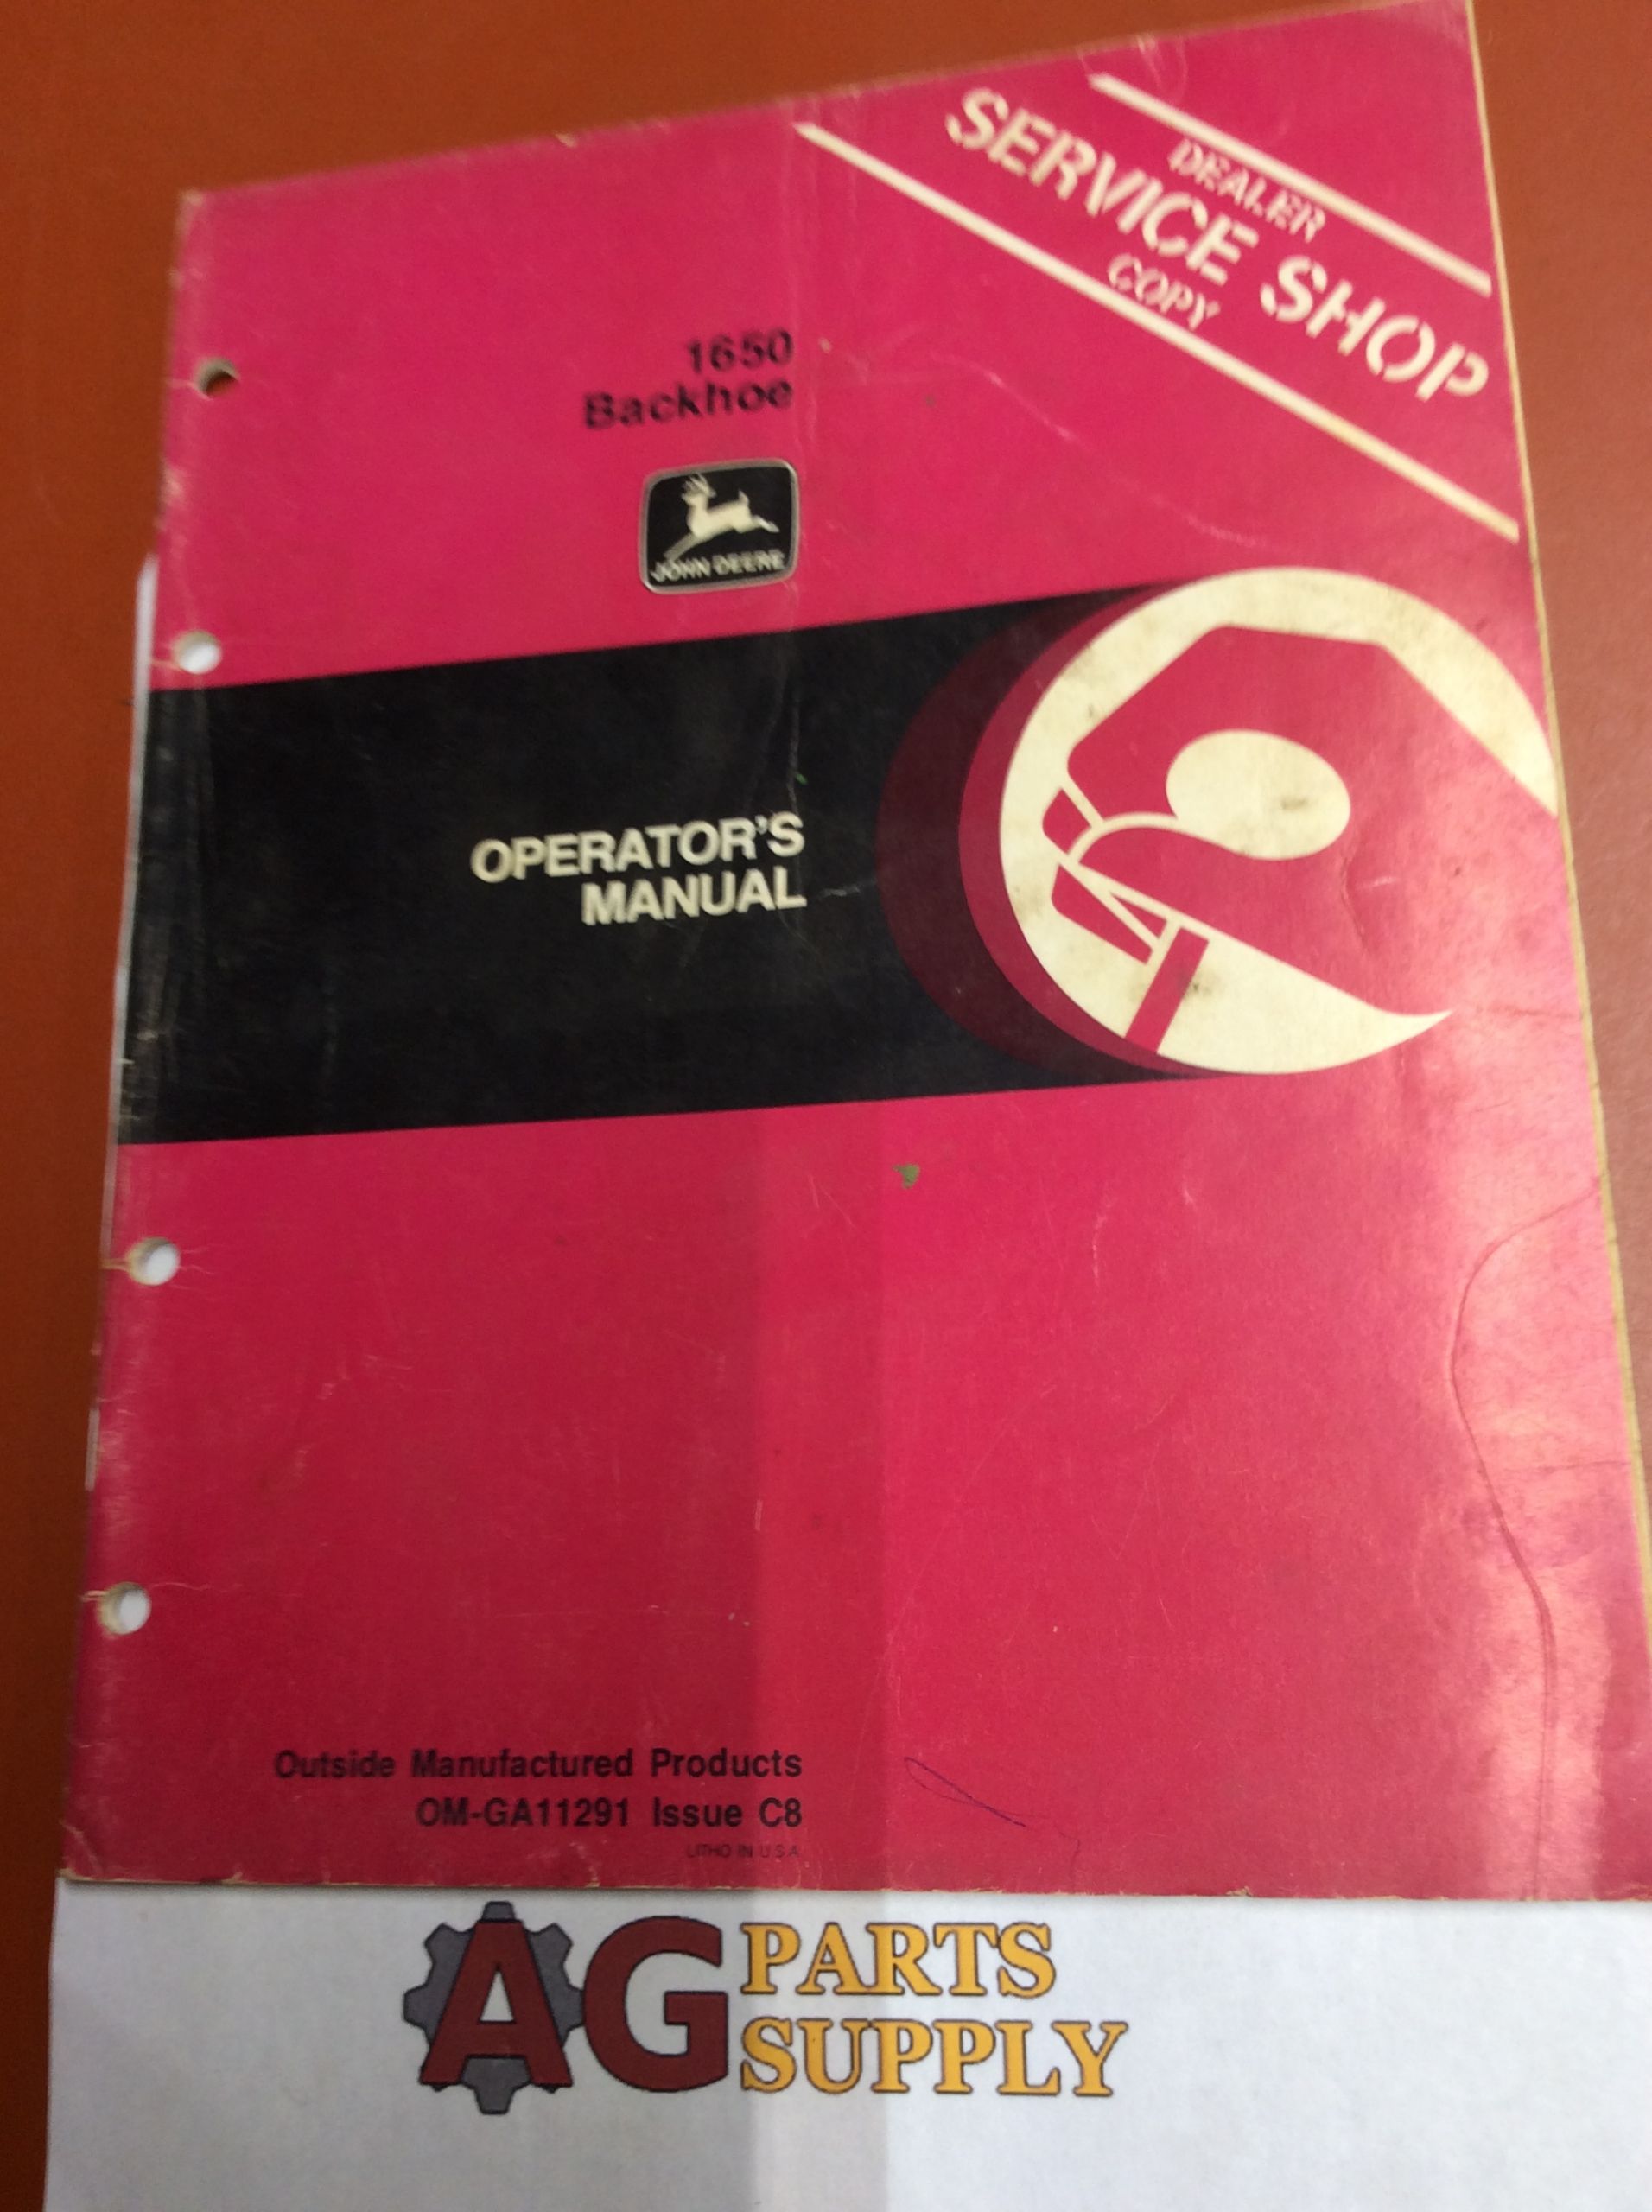 DEALER
SERVICE SHOP
COPY
1650
Backhoe
JOHN DEERE
OPERATOR'S
MANUAL
Outside Manufactured Products
OM-GA11291 Issue C8
LITHO IN U.S.A
AG PARTS
SUPPLY